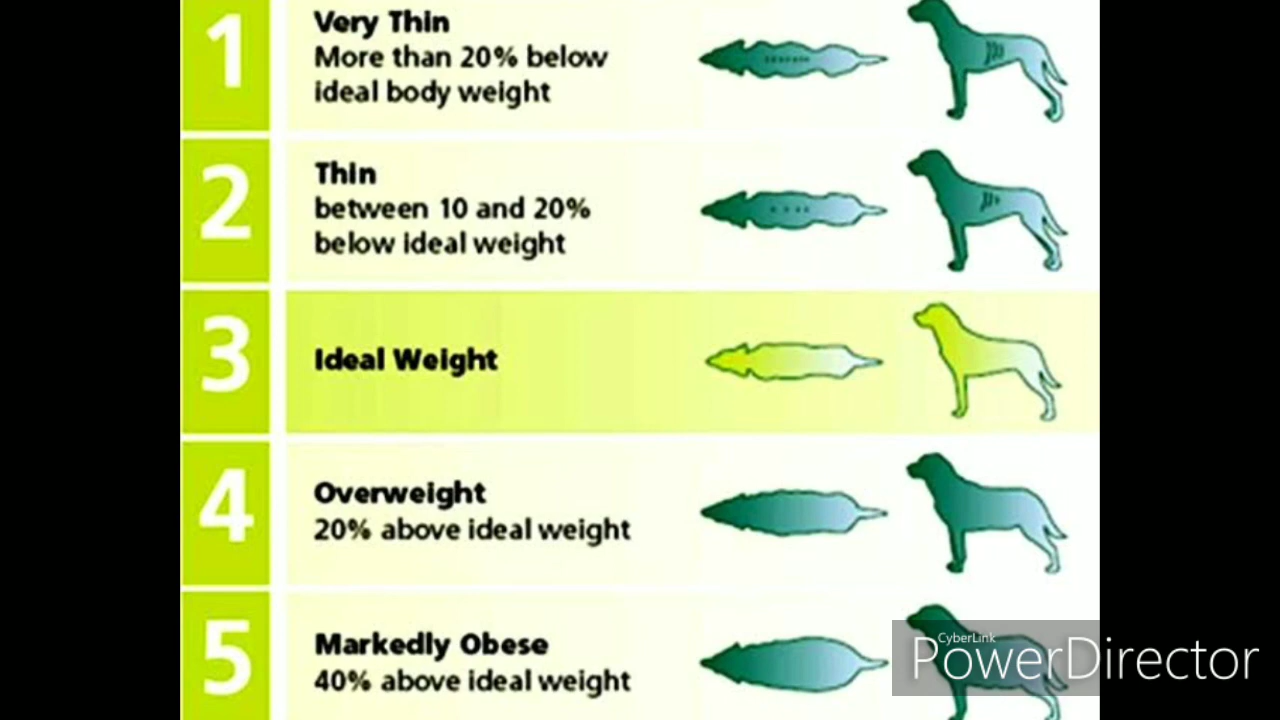 1
Very Thin
More than 20% below
ideal body weight
2
Thin
between 10 and 20%
below ideal weight
3
Ideal Weight
4
Overweight
20% above ideal weight
5
Markedly Obese
40% above ideal weight
CyberLink
PowerDirector